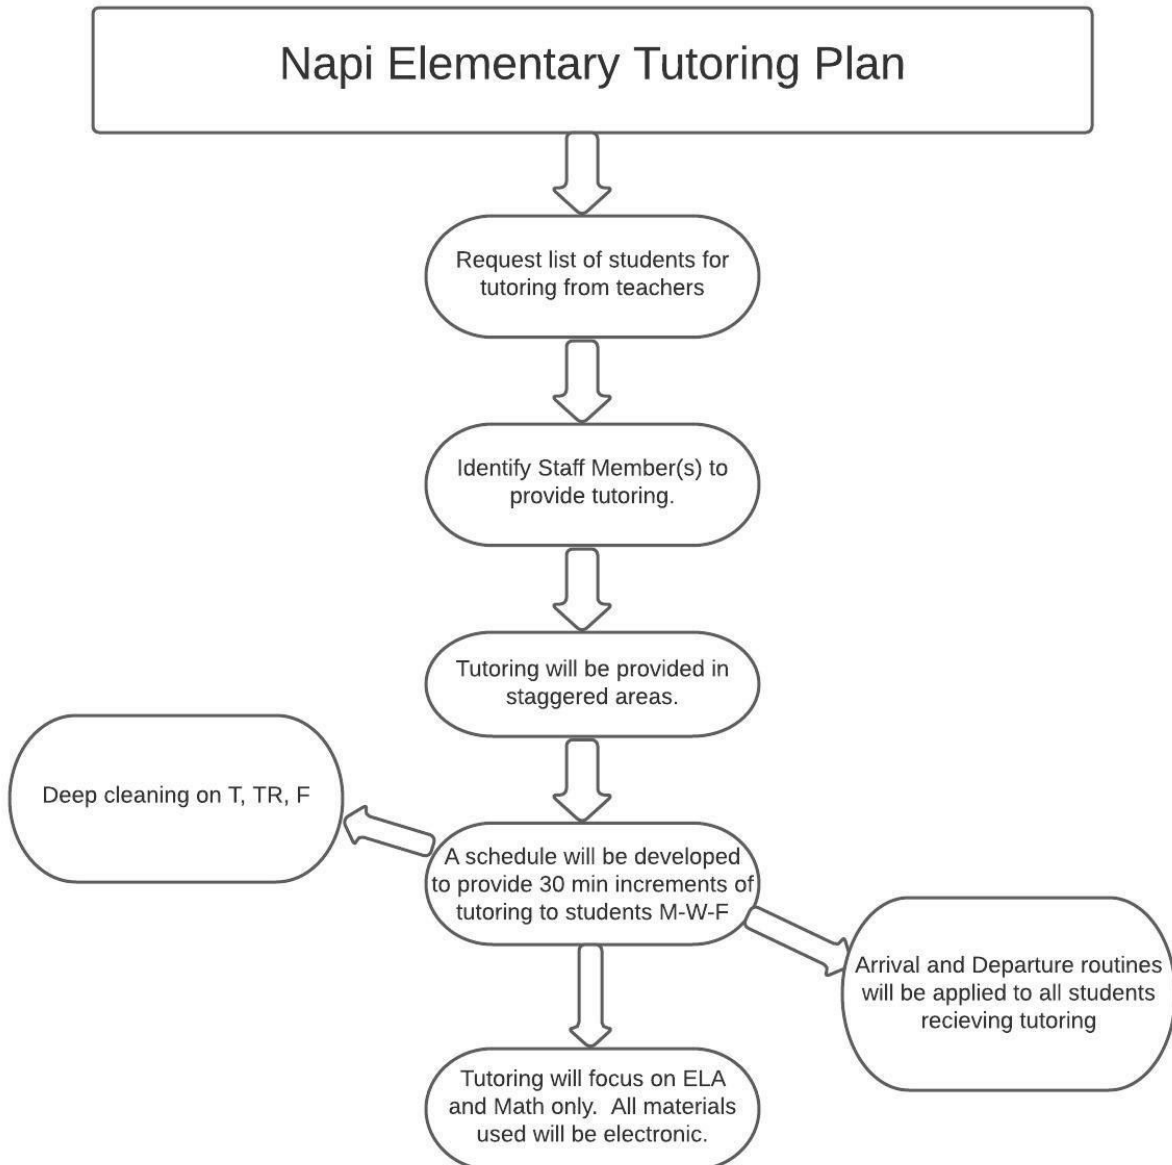 Napi Elementary Tutoring Plan
Request list of students for
tutoring from teachers
Identify Staff Member(s) to
provide tutoring.
Tutoring will be provided in
staggered areas.
Deep cleaning on T, TR, F
A schedule will be developed
to provide 30 min increments of
tutoring to students M-W-F
Arrival and Departure routines
will be applied to all students
recieving tutoring
Tutoring will focus on ELA
and Math only.  All materials
used will be electronic.